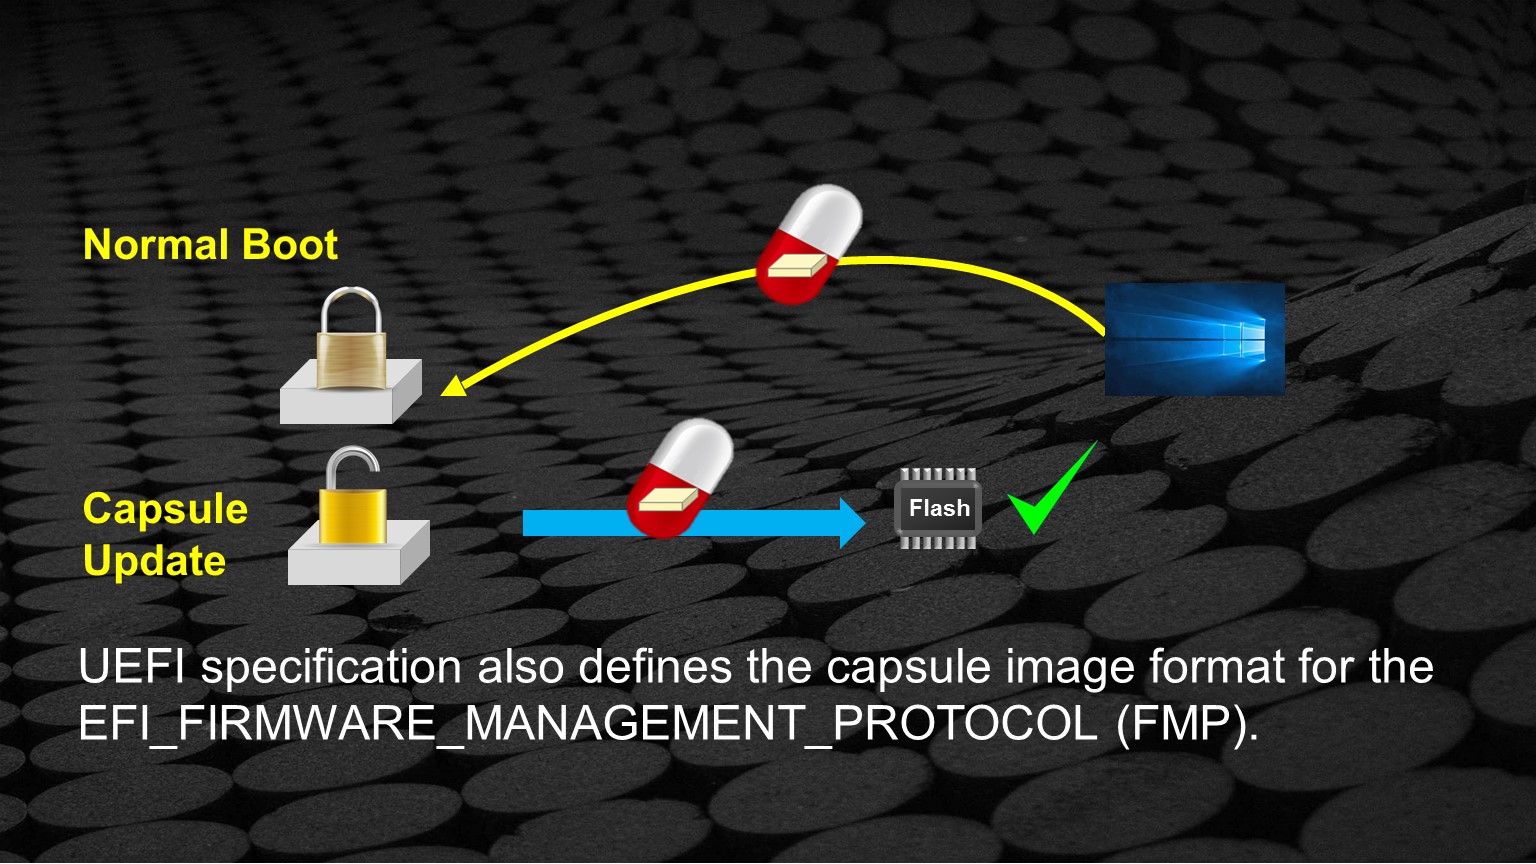 Normal Boot
Capsule
Update
Flash
UEFI specification also defines the capsule image format for the
EFI_FIRMWARE_MANAGEMENT_PROTOCOL (FMP).